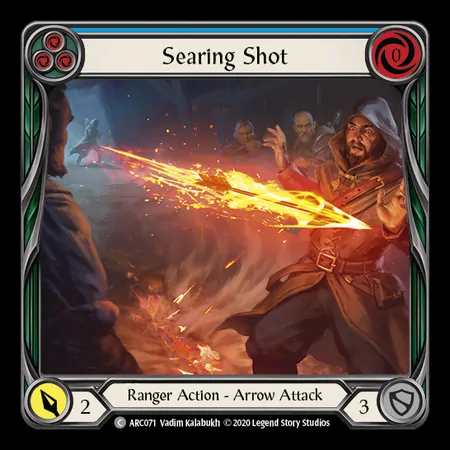 Searing Shot
0
Ranger Action - Arrow Attack
2
3
C ARC071 Vadim Kalabukh © 2020 Legend Story Studios